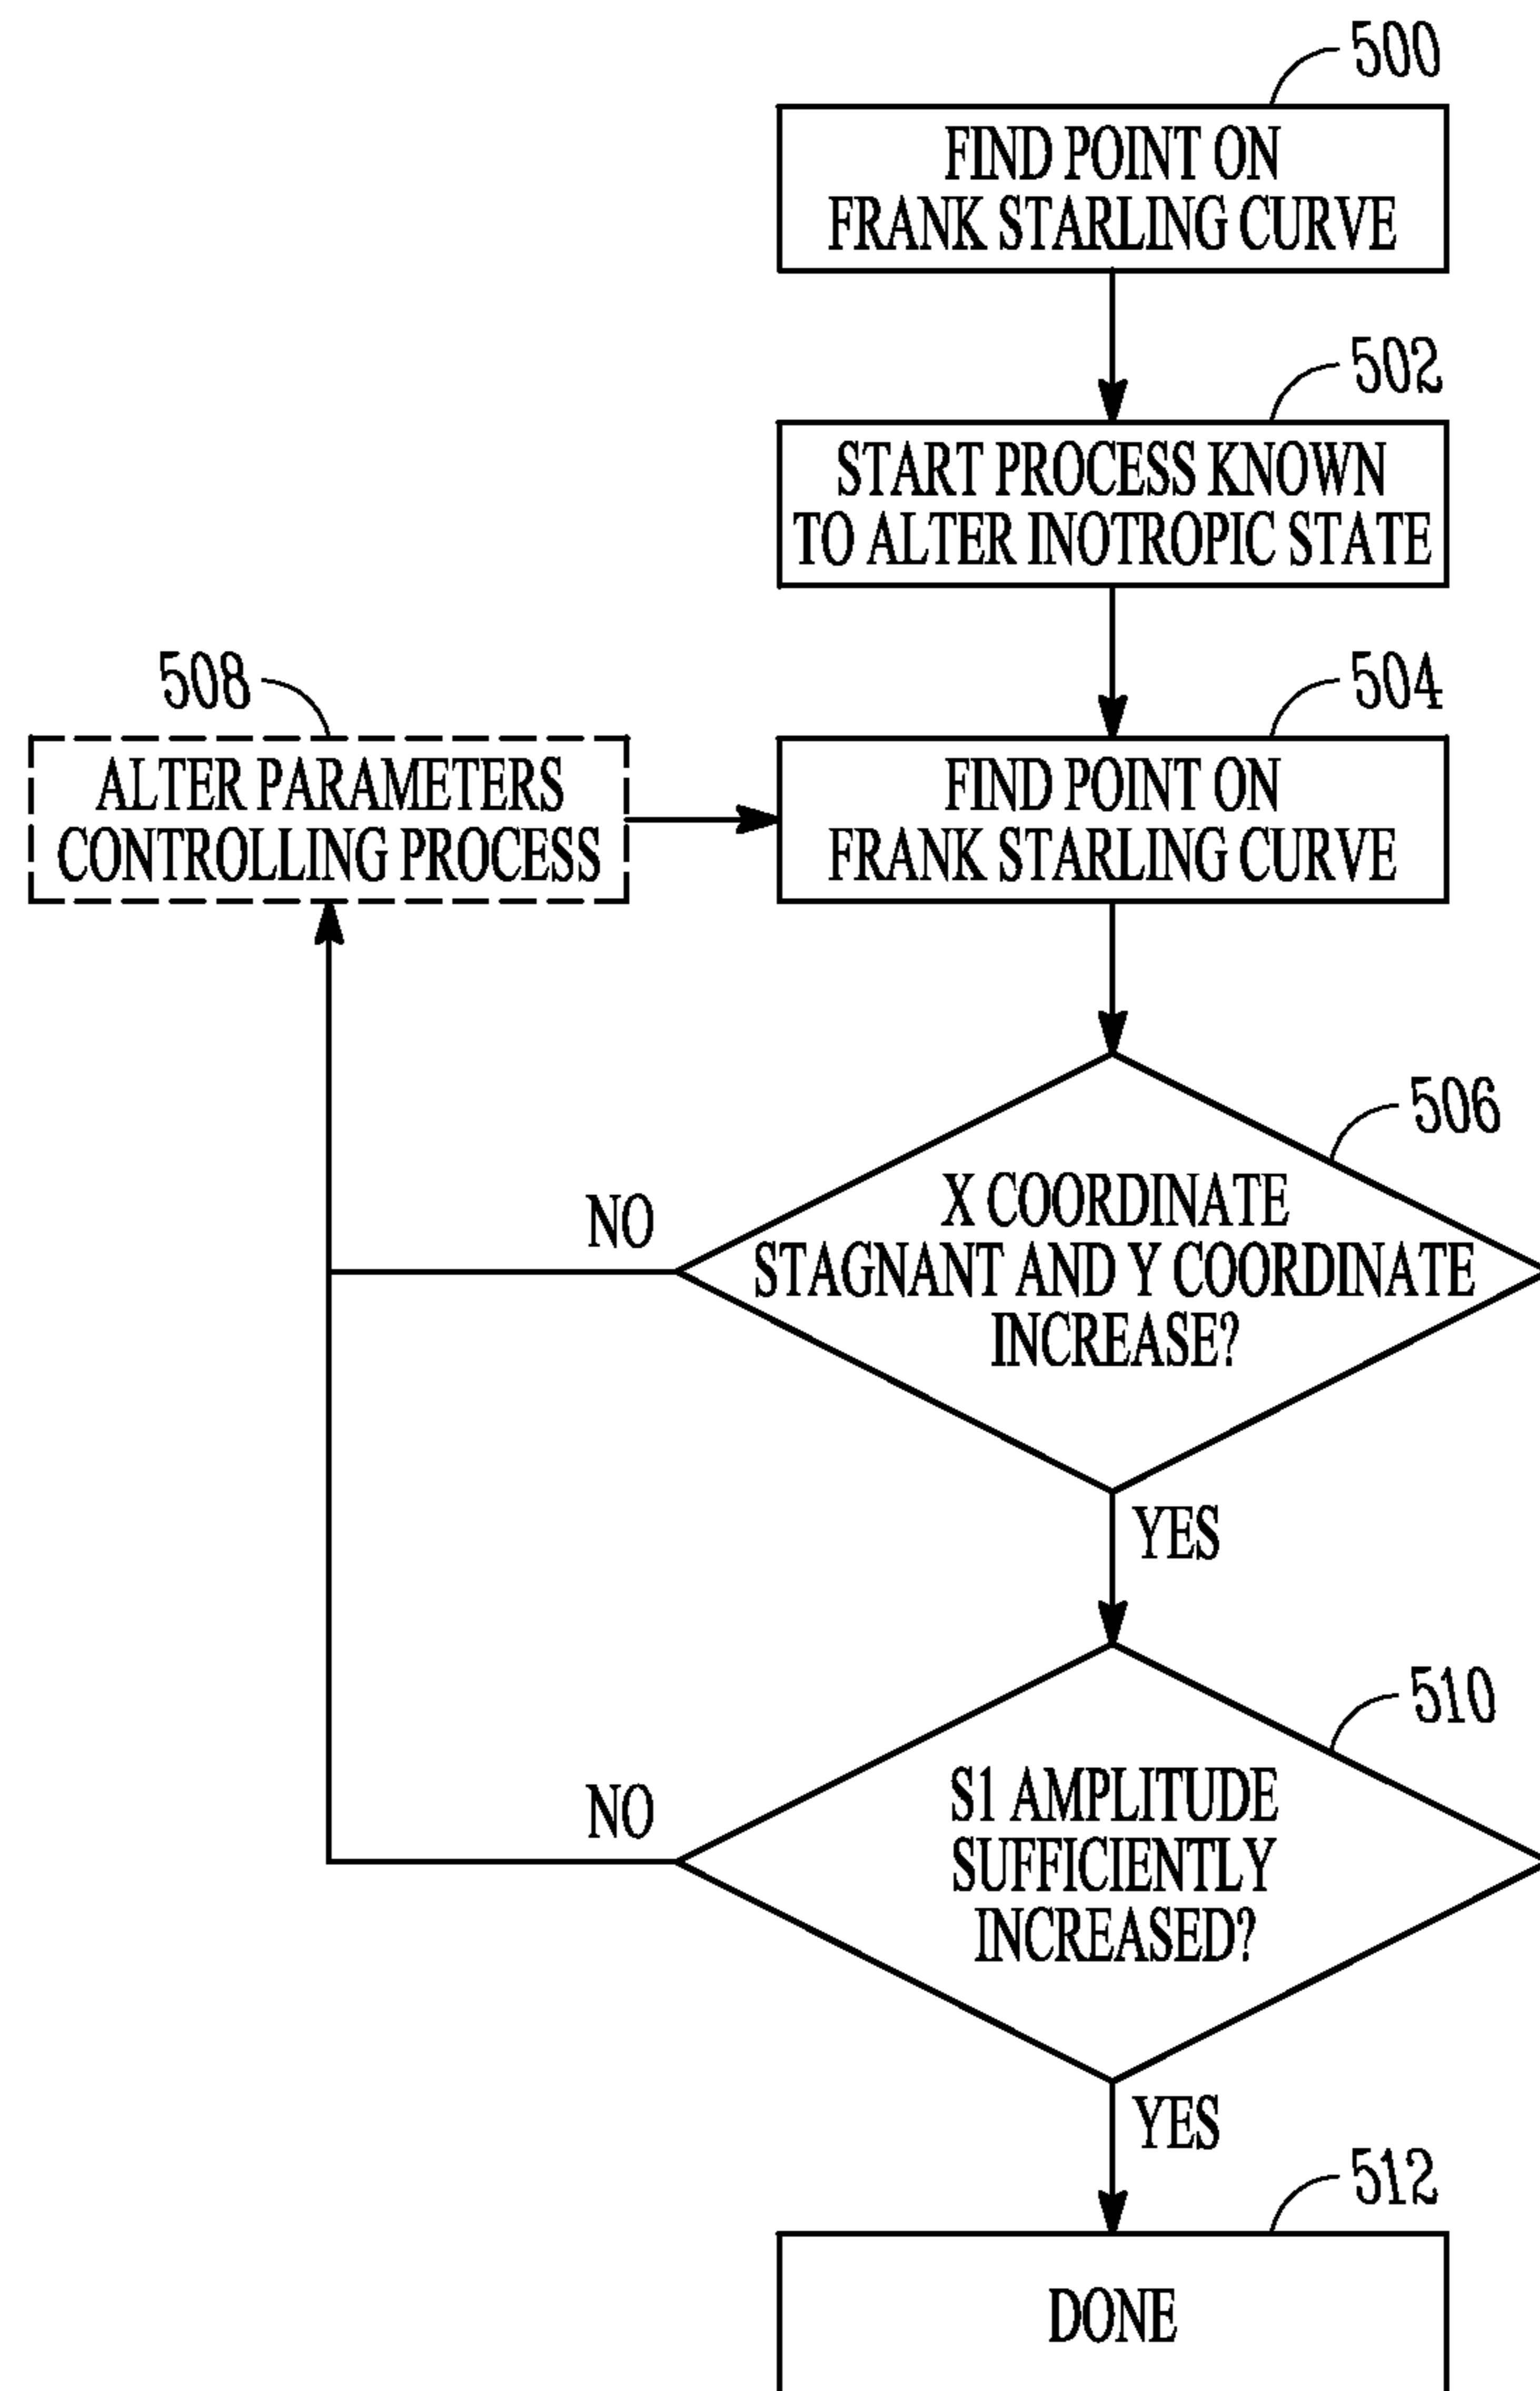 500
FIND POINT ON
FRANK STARLING CURVE
502
START PROCESS KNOWN
TO ALTER INOTROPIC STATE
508
ALTER PARAMETERS
CONTROLLING PROCESS
504
FIND POINT ON
FRANK STARLING CURVE
506
X COORDINATE
STAGNANT AND Y COORDINATE
INCREASE?
NO
YES
510
S1 AMPLITUDE
SUFFICIENTLY
INCREASED?
NO
YES
512
DONE